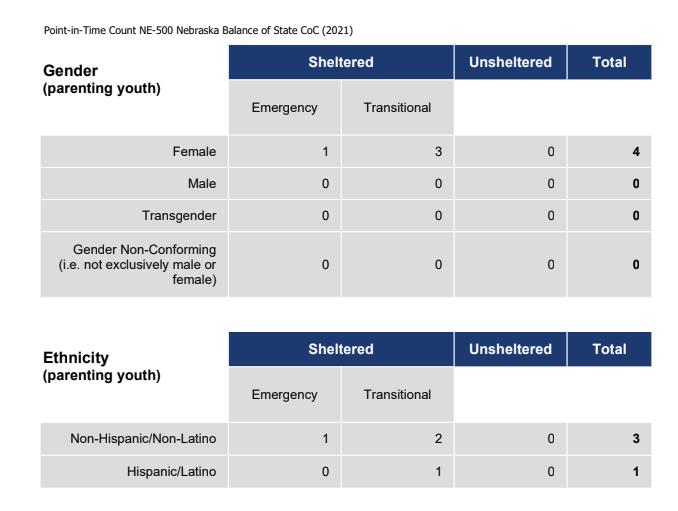 Point-in-Time Count NE-500 Nebraska Balance of State CoC (2021)
Gender
(parenting youth)
Sheltered Unsheltered Total
Emergency Transitional
Female 1 3 0 4
Male 0 0 0 0
Transgender 0 0 0 0
Gender Non-Conforming
(i.e. not exclusively male or
female) 0 0 0 0
Ethnicity
(parenting youth)
Sheltered Unsheltered Total
Emergency Transitional
Non-Hispanic/Non-Latino 1 2 0 3
Hispanic/Latino 0 1 0 1